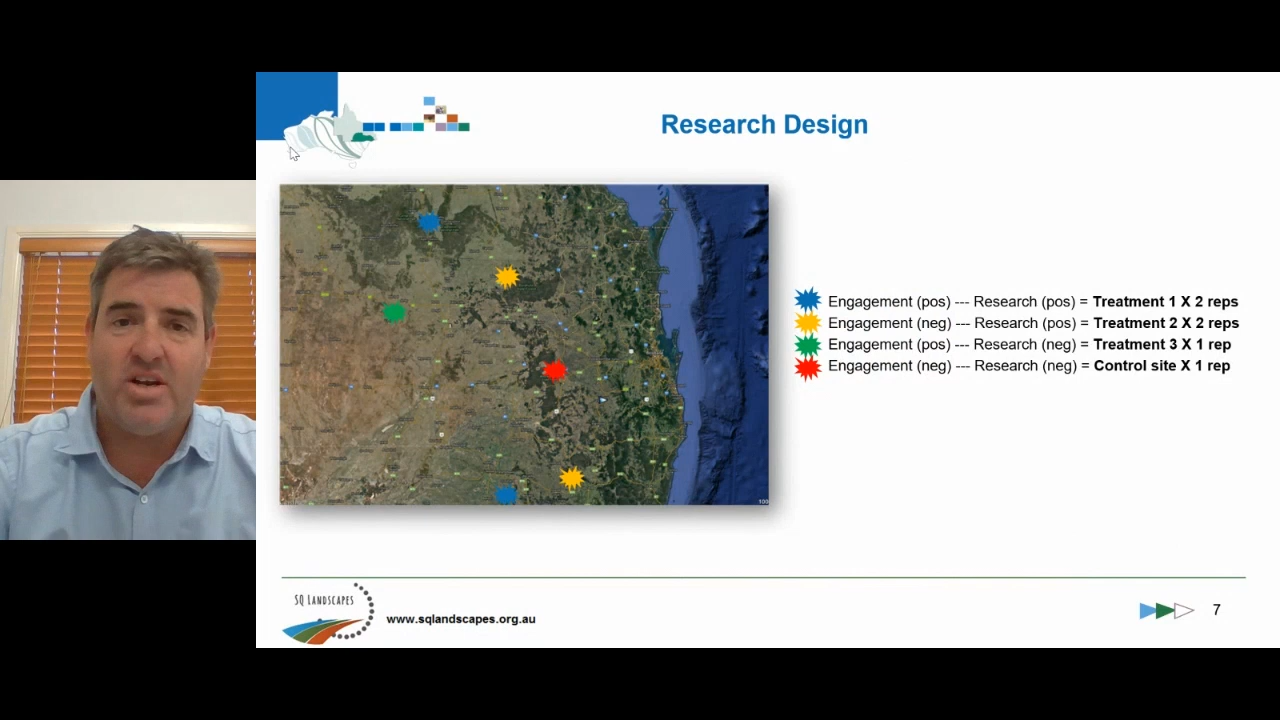 Research Design
Engagement (pos) --- Research (pos) = Treatment 1 X 2 reps
Engagement (neg) --- Research (pos) = Treatment 2 X 2 reps
Engagement (pos) --- Research (neg) = Treatment 3 X 1 rep
Engagement (neg) --- Research (neg) = Control site X 1 rep
SQ LANDSCAPES
www.sqlandscapes.org.au
7